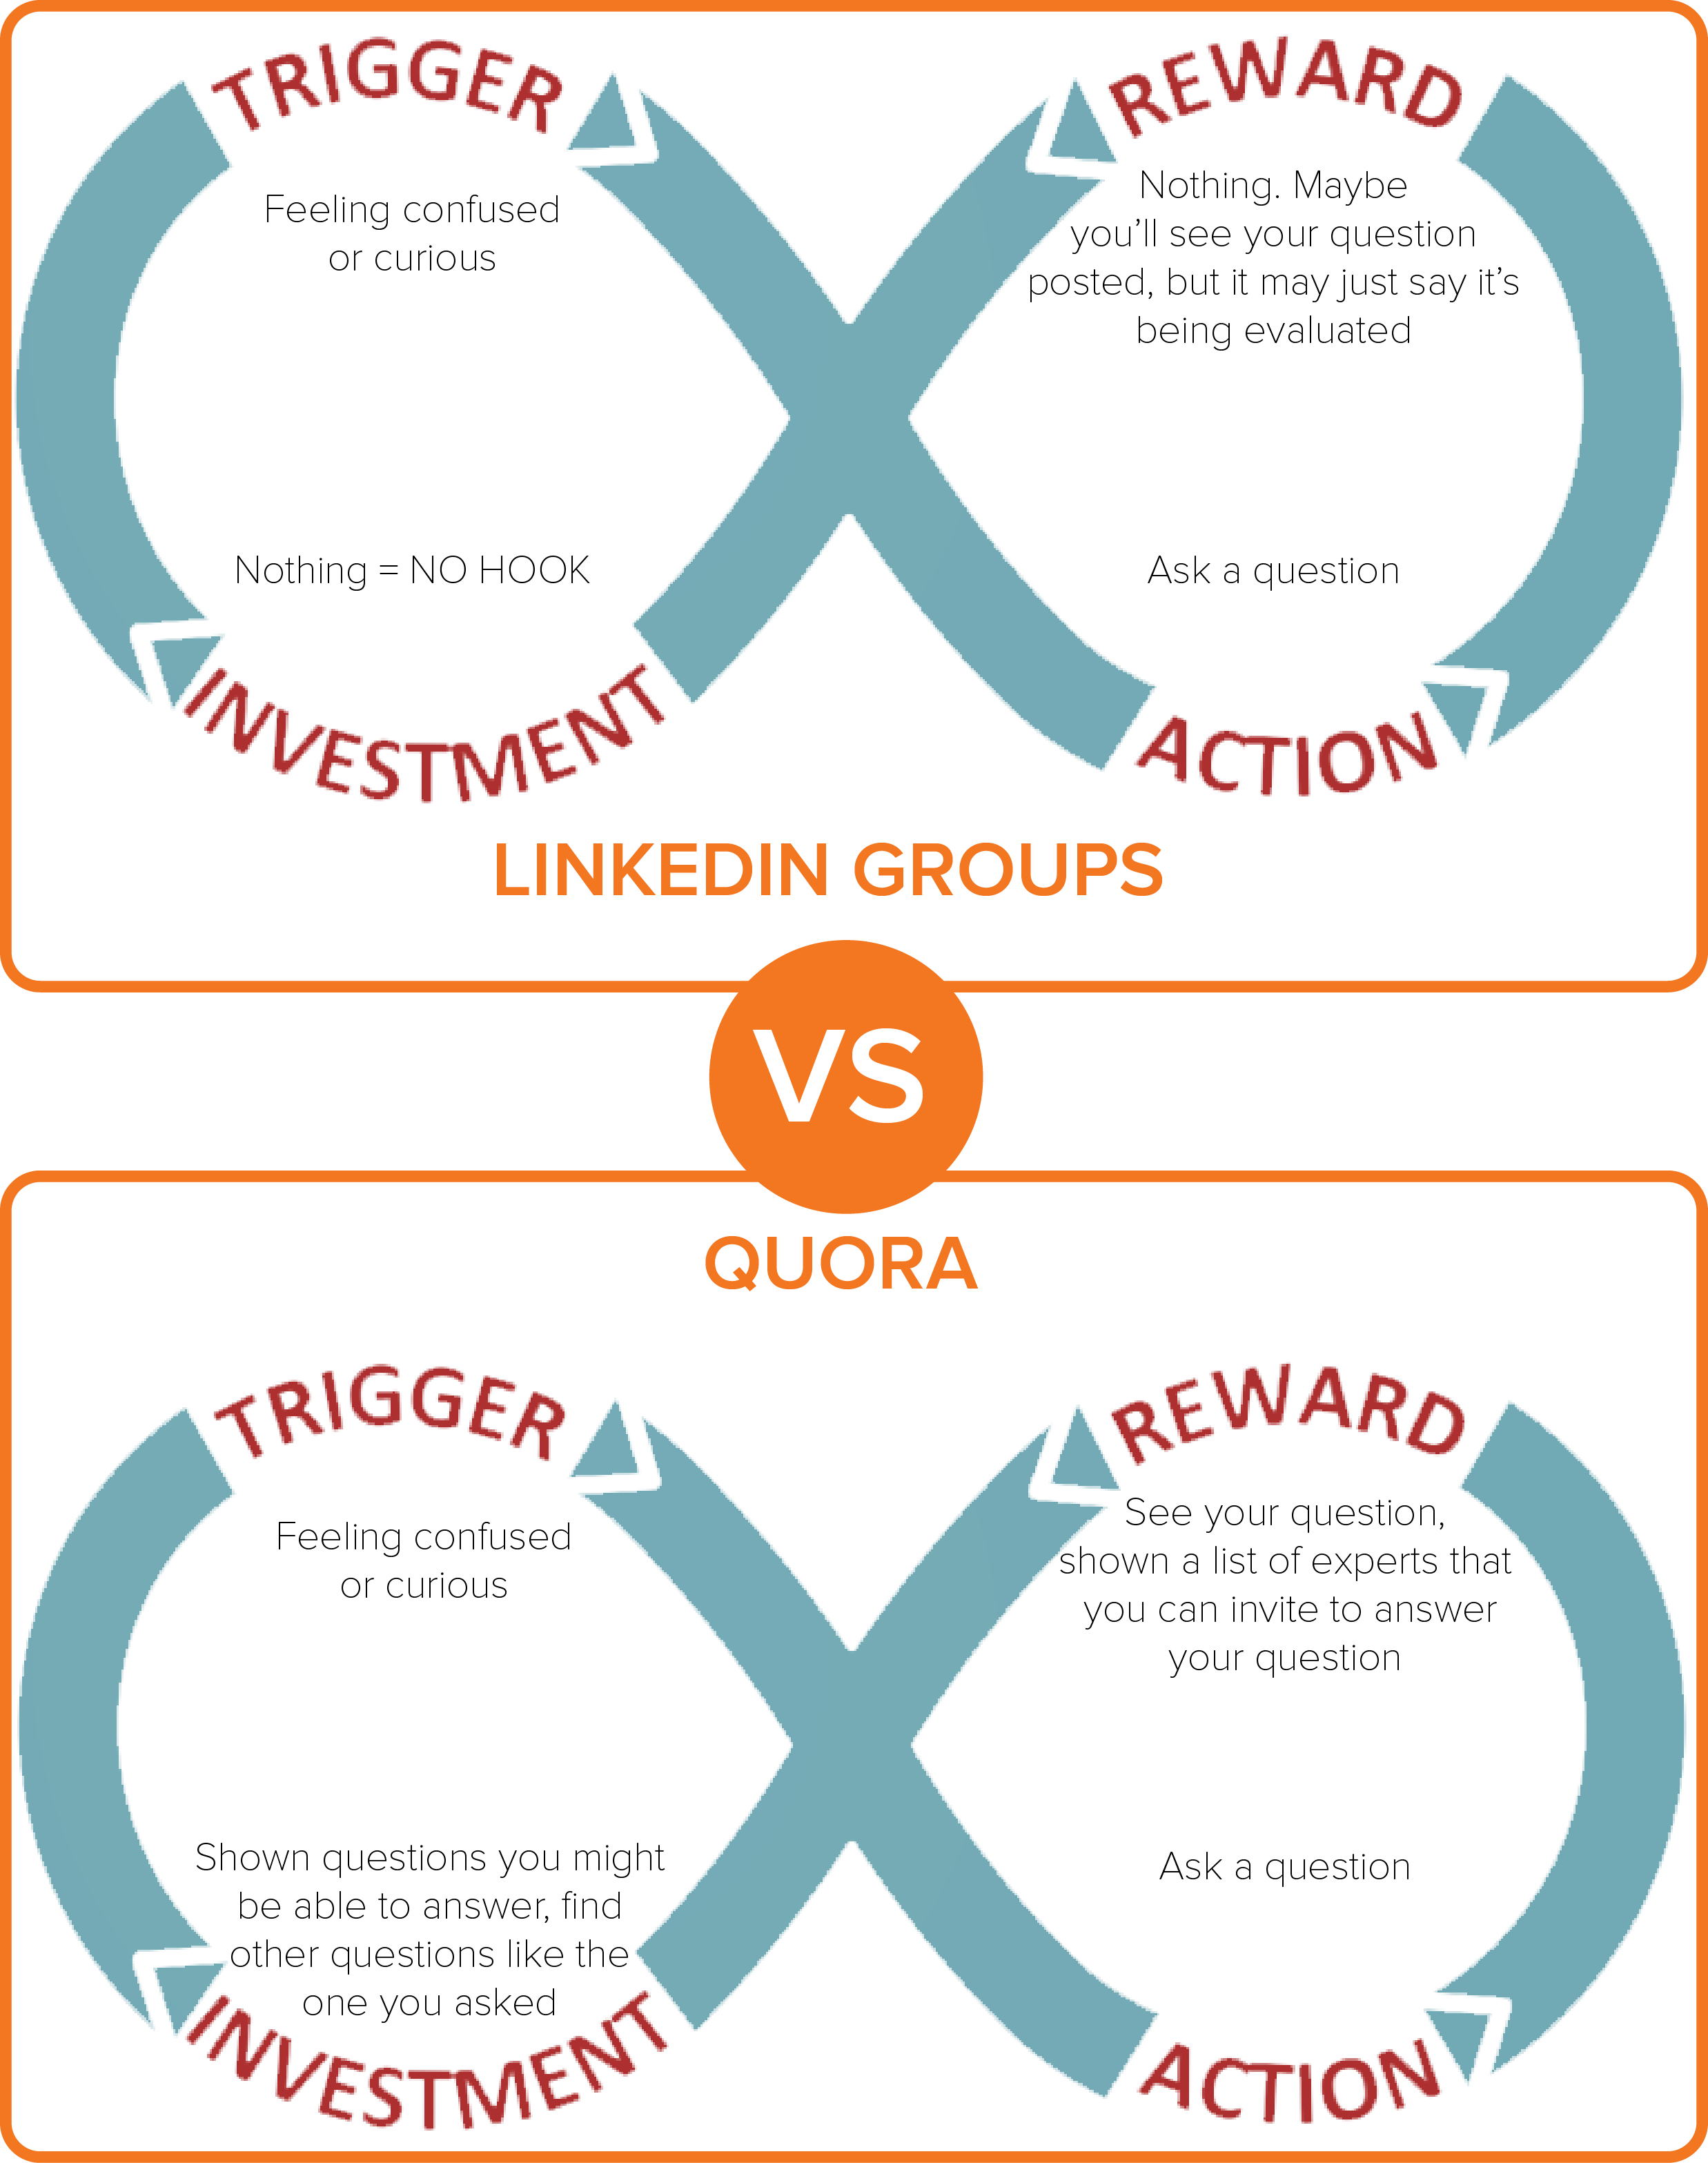 TRIGGER
Feeling confused
or curious
REWARD
Nothing. Maybe
you'll see your question
posted, but it may just say it's
being evaluated
Nothing = NO HOOK
INVESTMENT
Ask a question
ACTION
LINKEDIN GROUPS
VS
QUORA
TRIGGER
Feeling confused
or curious
REWARD
See your question,
shown a list of experts that
you can invite to answer
your question
Shown questions you might
be able to answer, find
other questions like the
one you asked
INVESTMENT
Ask a question
ACTION